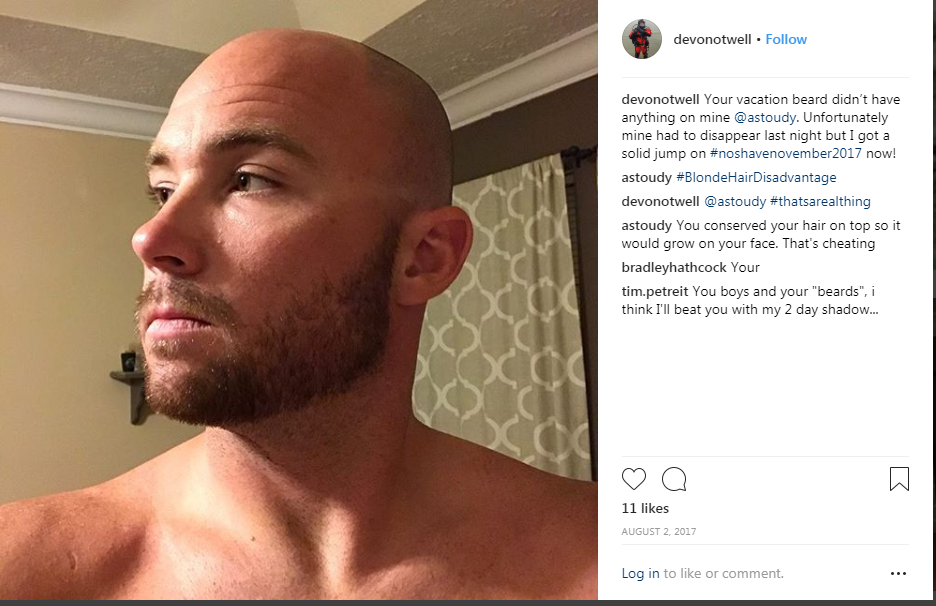 devonotwell • Follow
devonotwell Your vacation beard didn't have
anything on mine @astoudy. Unfortunately
mine had to disappear last night but I got a
solid jump on #noshavenovember2017 now!
astoudy #BlondeHairDisadvantage
devonotwell @astoudy #thatsarealthing
astoudy You conserved your hair on top so it
would grow on your face. That's cheating
bradleyhathcock Your
tim.petreit You boys and your "beards", i
think I'll beat you with my 2 day shadow...
11 likes
AUGUST 2, 2017
Log in to like or comment.